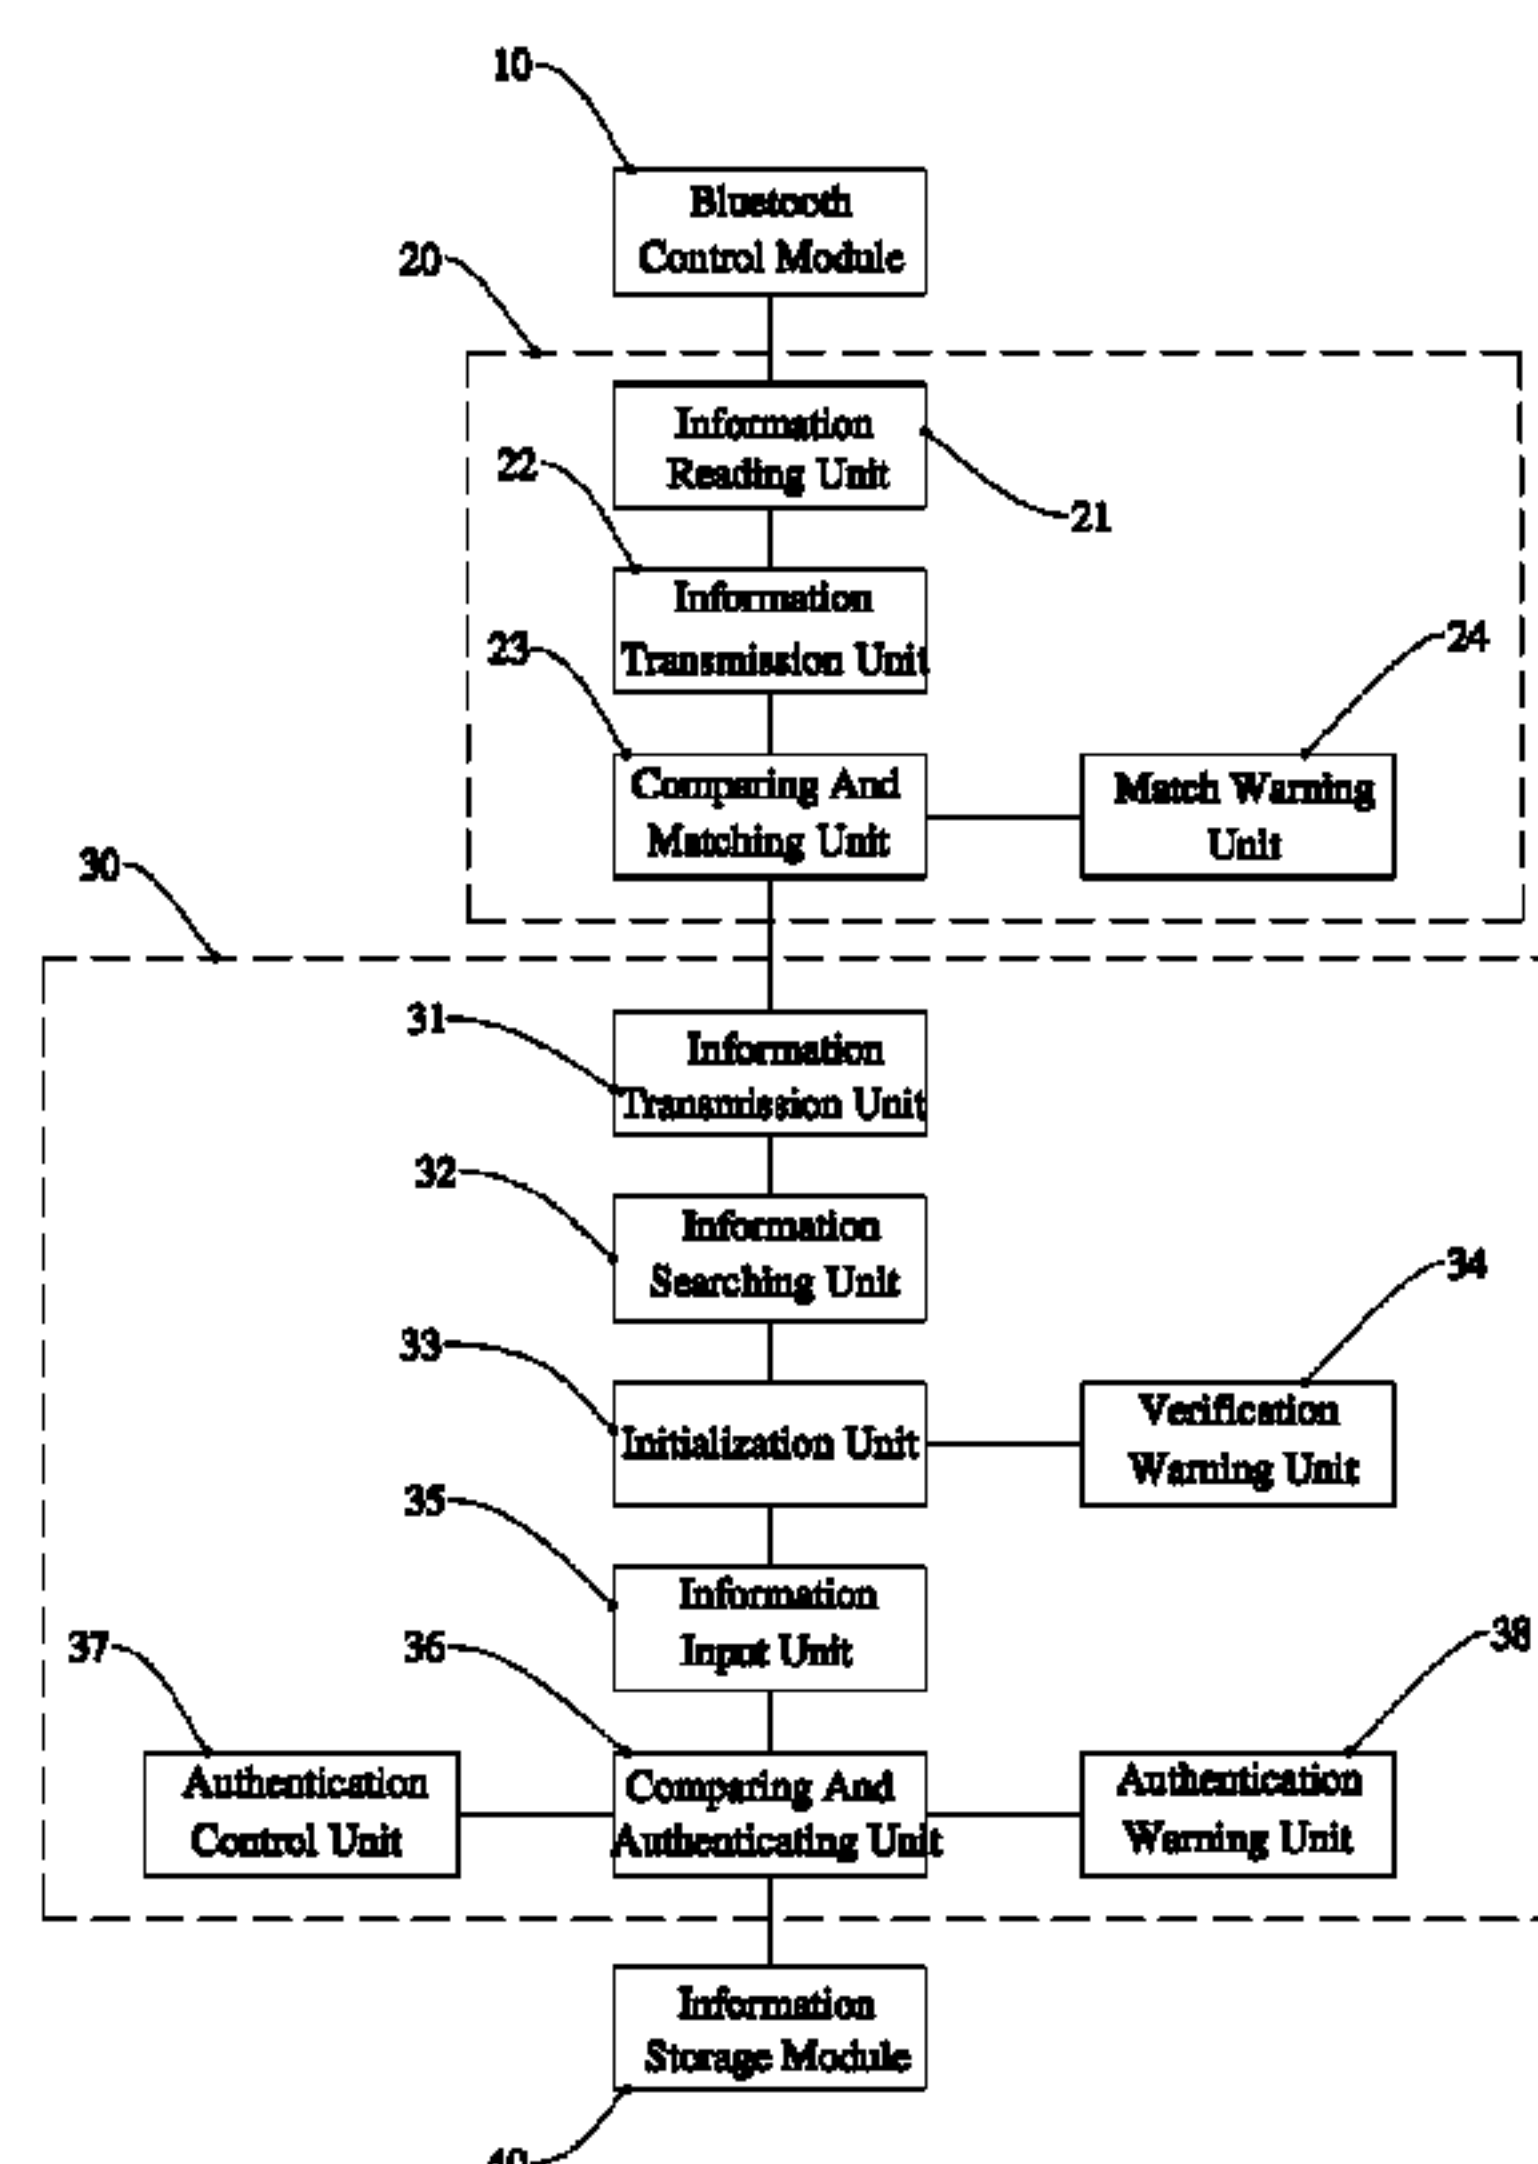 10
Bluetooth
Control Module
20
Information
Reading Unit
22
21
Information
Transmission Unit
23
24
Comparing And
Matching Unit
Match Warning
Unit
30
31
Information
Transmission Unit
32
Information
Searching Unit
34
33
Initialization Unit
Verification
Warning Unit
35
Information
Input Unit
37
36
38
Authentication
Control Unit
Comparing And
Authenticating Unit
Authentication
Warning Unit
Information
Storage Module
40